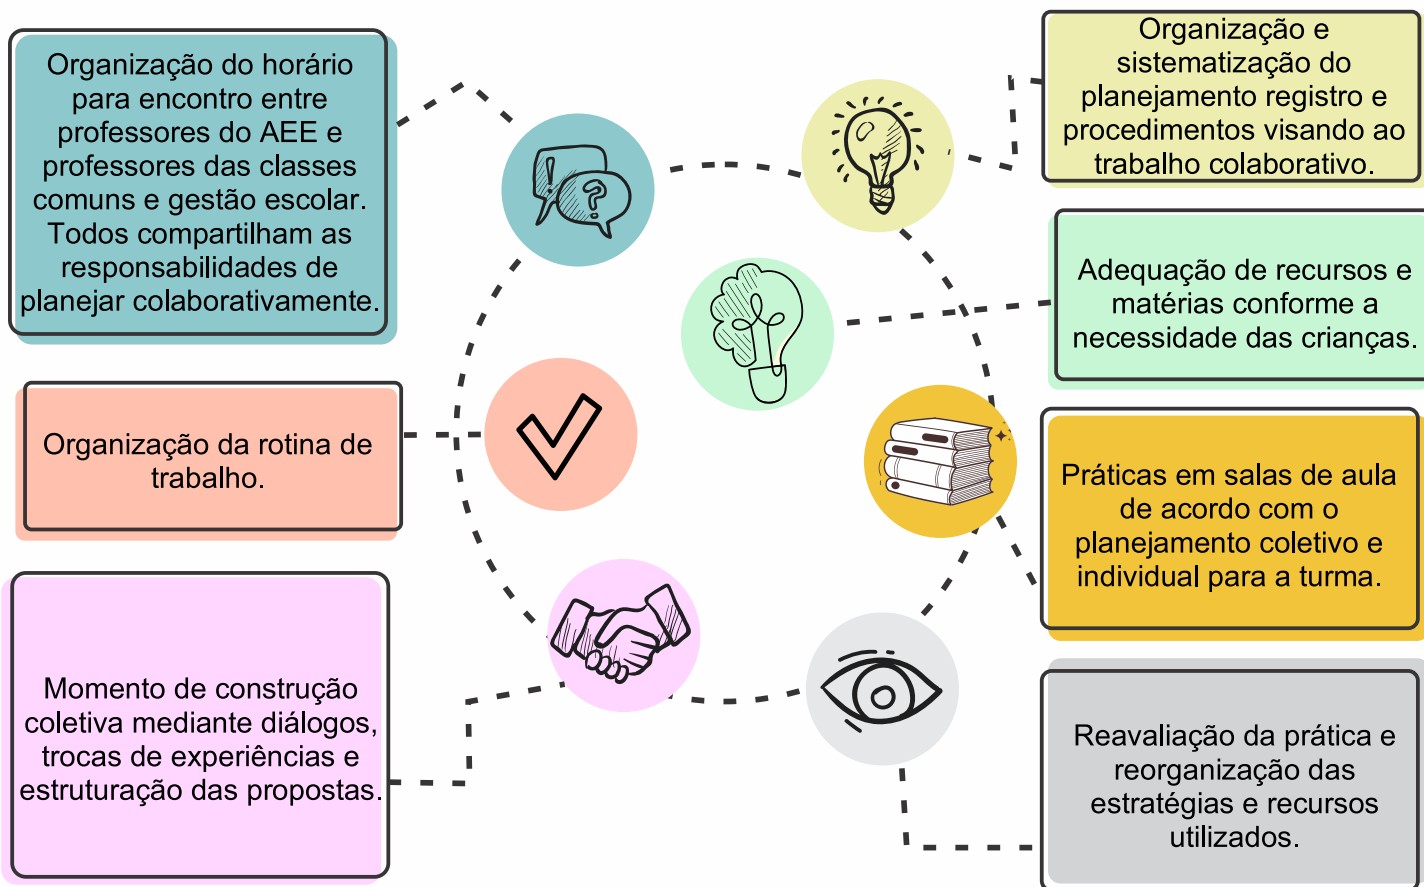 Organização do horário
para encontro entre
professores do AEE e
professores das classes
comuns e gestão escolar.
Todos compartilham as
responsabilidades de
planejar colaborativamente.
Organização da rotina de
trabalho.
Momento de construção
coletiva mediante diálogos,
trocas de experiências e
estruturação das propostas.
Organização e
sistematização do
planejamento registro e
procedimentos visando ao
trabalho colaborativo.
Adequação de recursos e
matérias conforme a
necessidade das crianças.
Práticas em salas de aula
de acordo com o
planejamento coletivo e
individual para a turma.
Reavaliação da prática e
reorganização das
estratégias e recursos
utilizados.